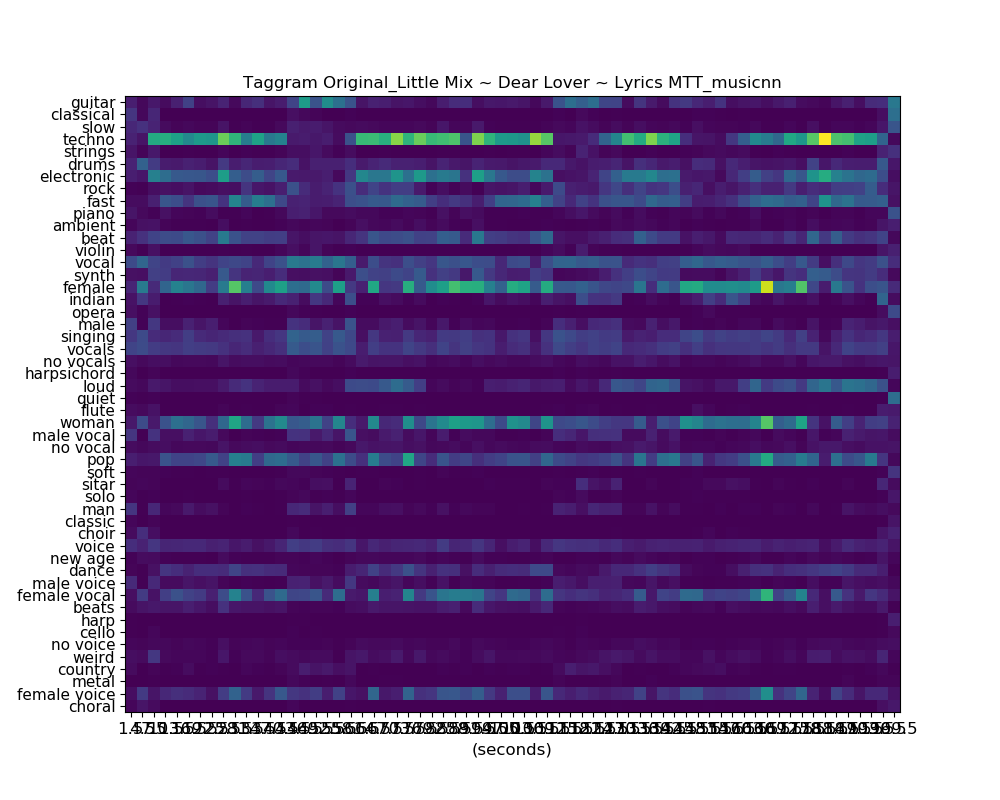 Taggram Original_Little Mix ~ Dear Lover ~ Lyrics MTT_musicnn
guitar
classical
slow
techno
strings
drums
electronic
rock
fast
piano
ambient
beat
violin
vocal
synth
female
indian
opera
male
singing
vocals
no vocals
harpsichord
loud
quiet
flute
woman
male vocal
no vocal
pop
soft
sitar
solo
man
classic
choir
voice
new age
dance
male voice
female vocal
beats
harp
cello
no voice
weird
country
metal
female voice
choral
(seconds)